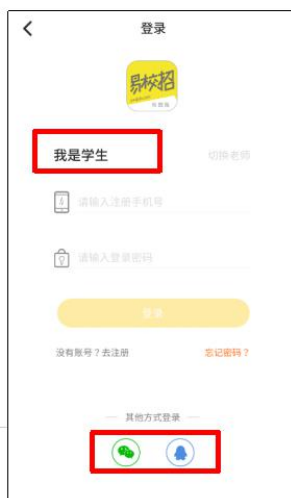 登录
易校招
我是学生
切换老师
请输入注册手机号
请输入登录密码
登录
没有账号？去注册
忘记密码？
其他方式登录